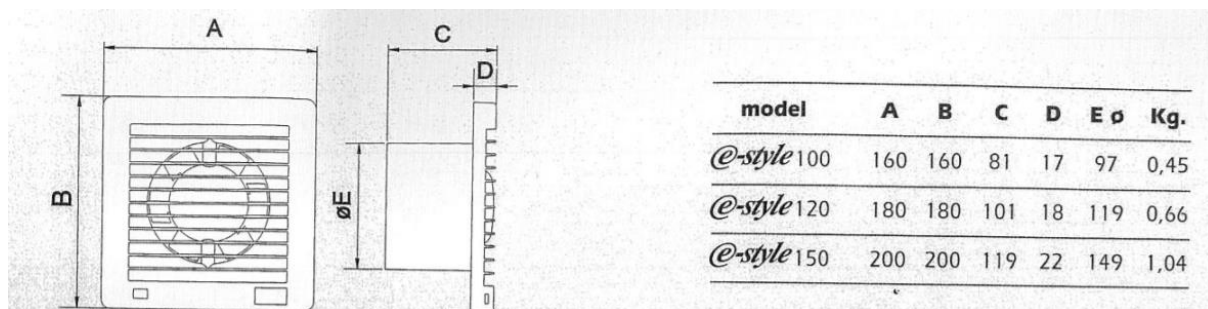 A
B
C
D
øE
model A B C D E ø Kg.
e-style 100 160 160 81 17 97 0,45
e-style 120 180 180 101 18 119 0,66
e-style 150 200 200 119 22 149 1,04